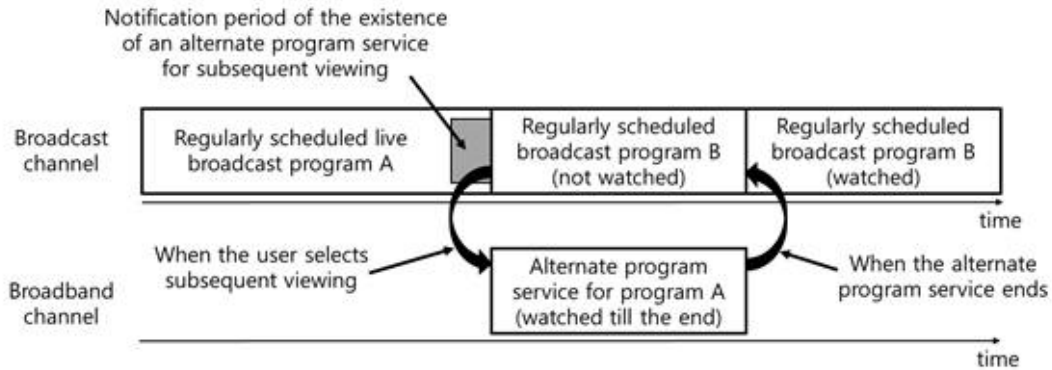 Notification period of the existence
of an alternate program service
for subsequent viewing
Broadcast
channel
Regularly scheduled live
broadcast program A
Regularly scheduled
broadcast program B
(not watched)
Regularly scheduled
broadcast program B
(watched)
time
When the user selects
subsequent viewing
Broadband
channel
Alternate program
service for program A
(watched till the end)
When the alternate
program service ends
time